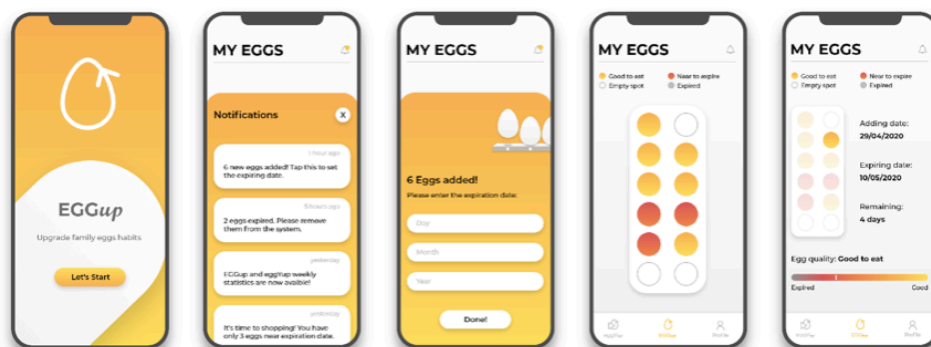 EGGup
Upgrade family eggs habits
Let's Start
MY EGGS
Notifications
X
1 hour ago
6 new eggs added! Tap this to set
the expiring date.
5 hours ago
2 eggs expired. Please remove
them from the system.
yesterday
EGGup and eggYup weekly
statistics are now avaible!
yesterday
It's time to shopping! You have
only 3 eggs near expiration date.
MY EGGS
6 Eggs added!
Please enter the expiration date.
Day
Month
Year
Done!
MY EGGS
Good to eat
Near to expire
Empty spot
Expired
EGGup
Profile
MY EGGS
Good to eat
Near to expire
Empty spot
Expired
Adding date:
29/04/2020
Expiring date:
10/05/2020
Remaining:
4 days
Egg quality: Good to eat
Expired
Good
EGGup
Profile